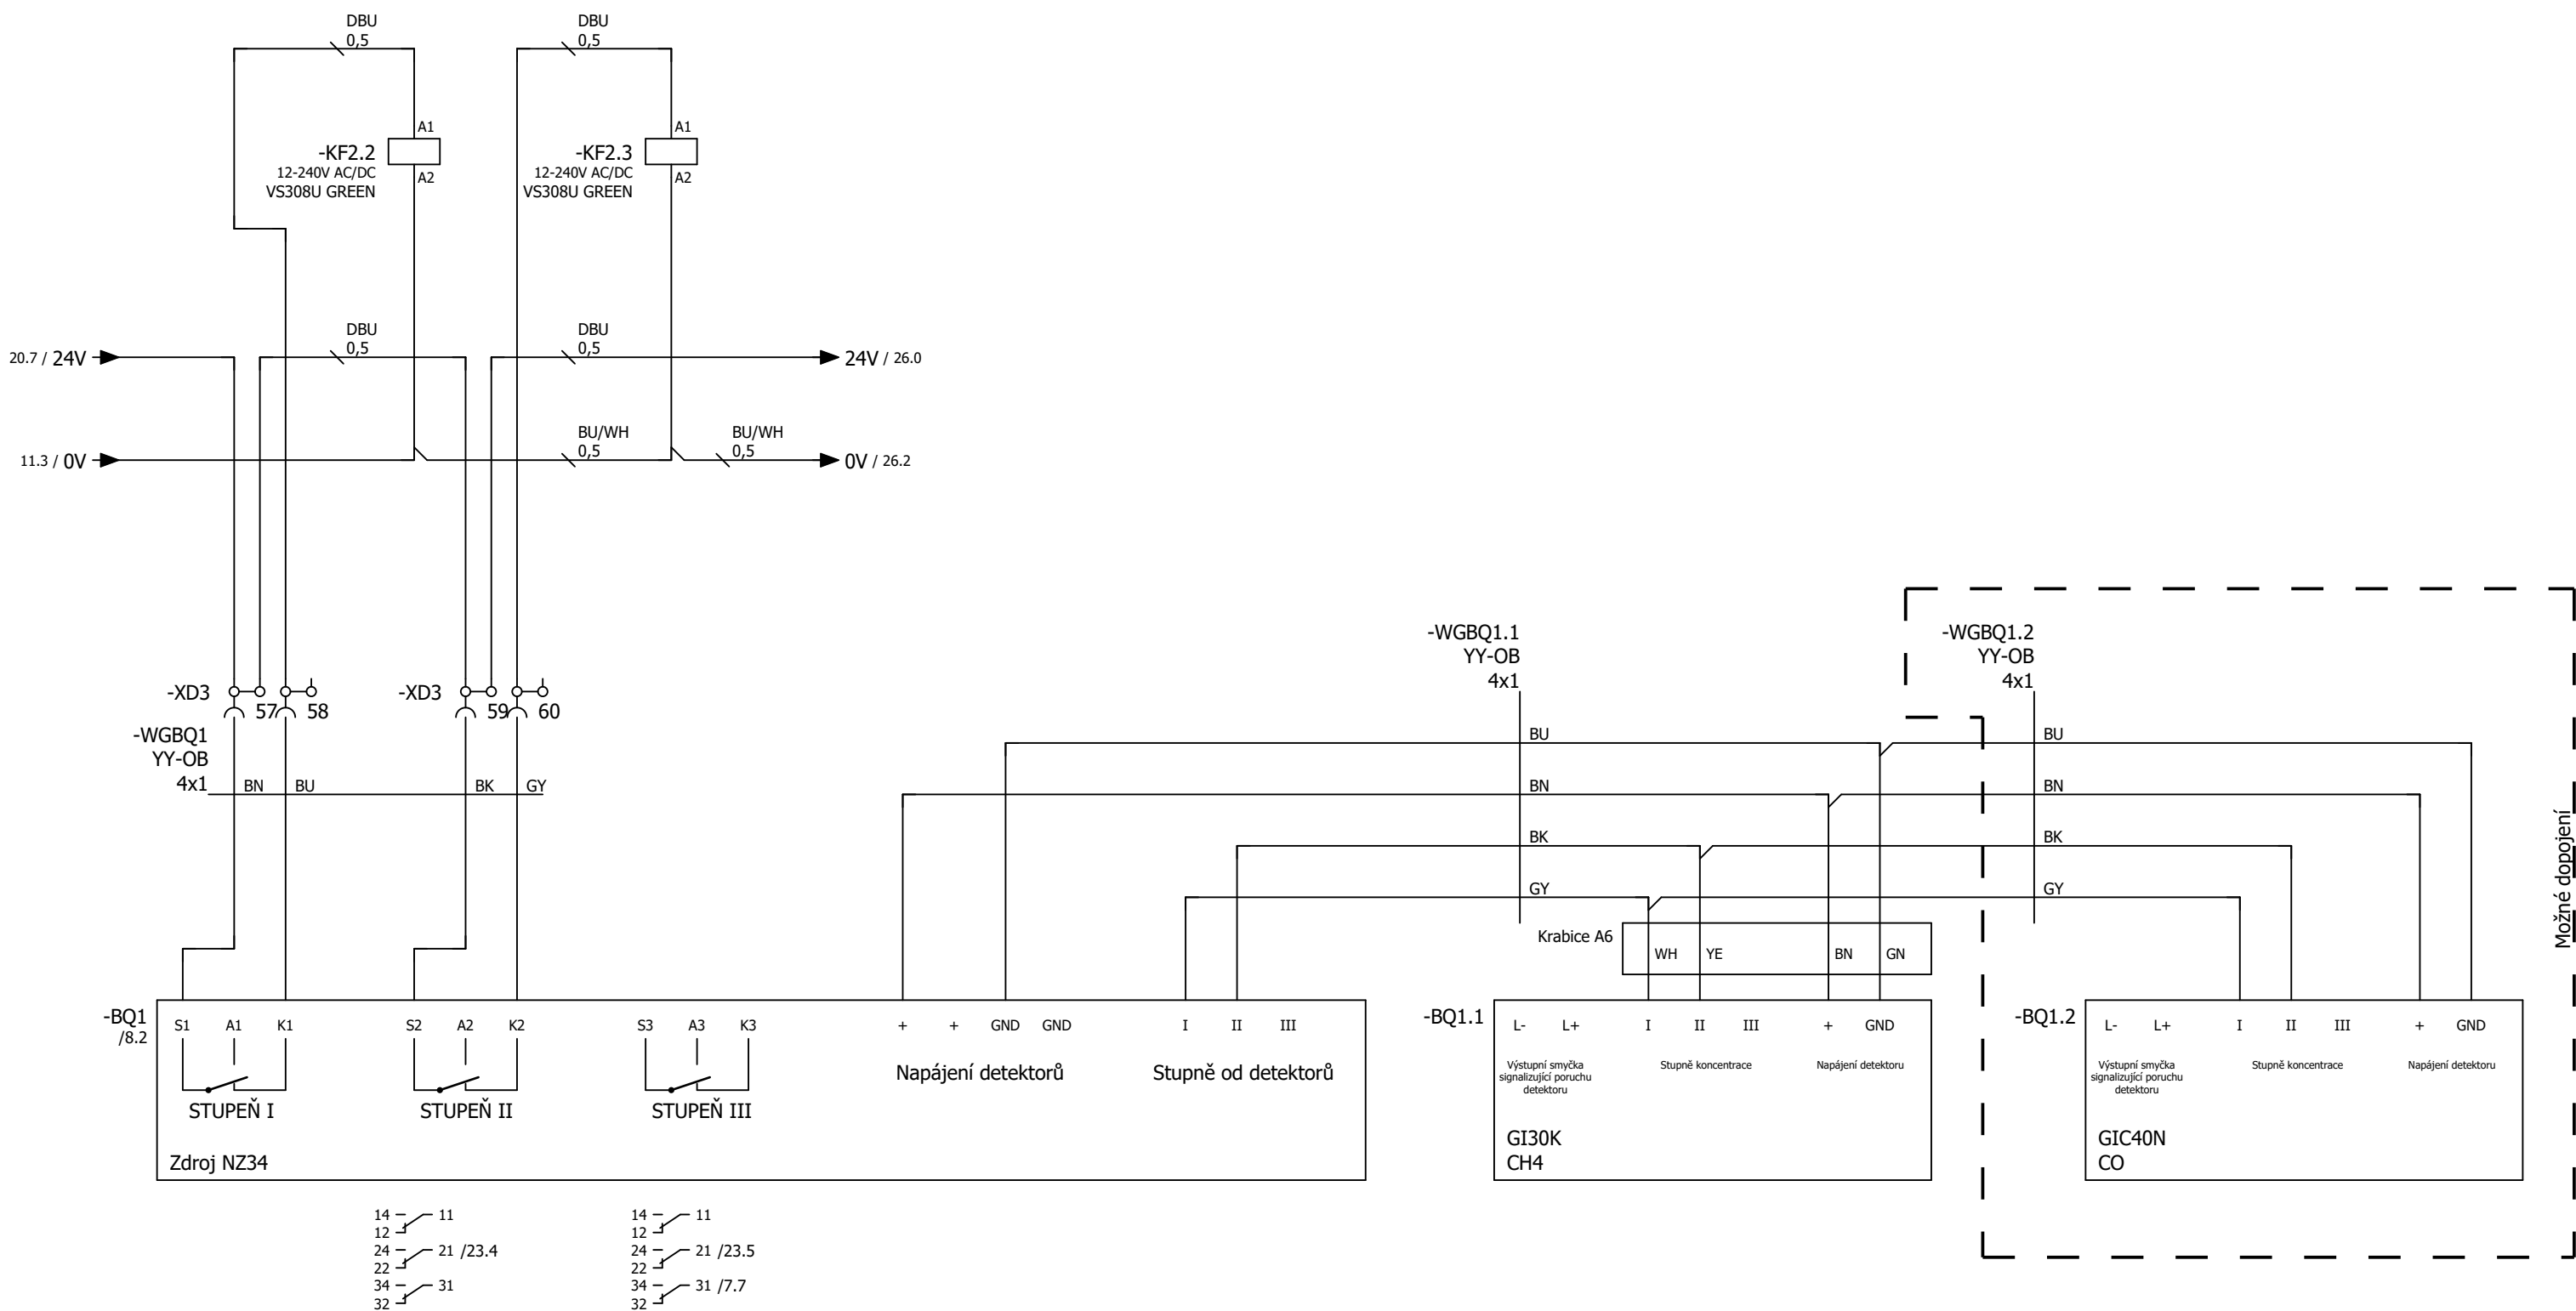 DBU
0,5
DBU
0,5
A1
-KF2.2
12-240V AC/DC
A2
VS308U GREEN
A1
-KF2.3
12-240V AC/DC
A2
VS308U GREEN
DBU
0,5
DBU
0,5
20.7 / 24V
24V / 26.0
BU/WH
0,5
BU/WH
0,5
11.3 / 0V
0V / 26.2
-XD3
57
58
-XD3
59
60
-WGBQ1
YY-OB
4x1
BN
BU
BK
GY
-WGBQ1.1
YY-OB
4x1
-WGBQ1.2
YY-OB
4x1
BU
BU
BN
BN
BK
BK
GY
GY
Možné dopojení
Krabice A6
WH
YE
BN
GN
-BQ1
/8.2
S1 A1 K1
S2 A2 K2
S3 A3 K3
+ + GND GND
I II III
STUPEŇ I
STUPEŇ II
STUPEŇ III
Napájení detektorů
Stupně od detektorů
Zdroj NZ34
-BQ1.1
L- L+ I II III + GND
Výstupní smyčka
signalizující poruchu
detektoru
Stupně koncentrace
Napájení detektoru
GI30K
CH4
-BQ1.2
L- L+ I II III + GND
Výstupní smyčka
signalizující poruchu
detektoru
Stupně koncentrace
Napájení detektoru
GIC40N
CO
14 11
12
24 21 /23.4
22
34 31
32
14 11
12
24 21 /23.5
22
34 31 /7.7
32